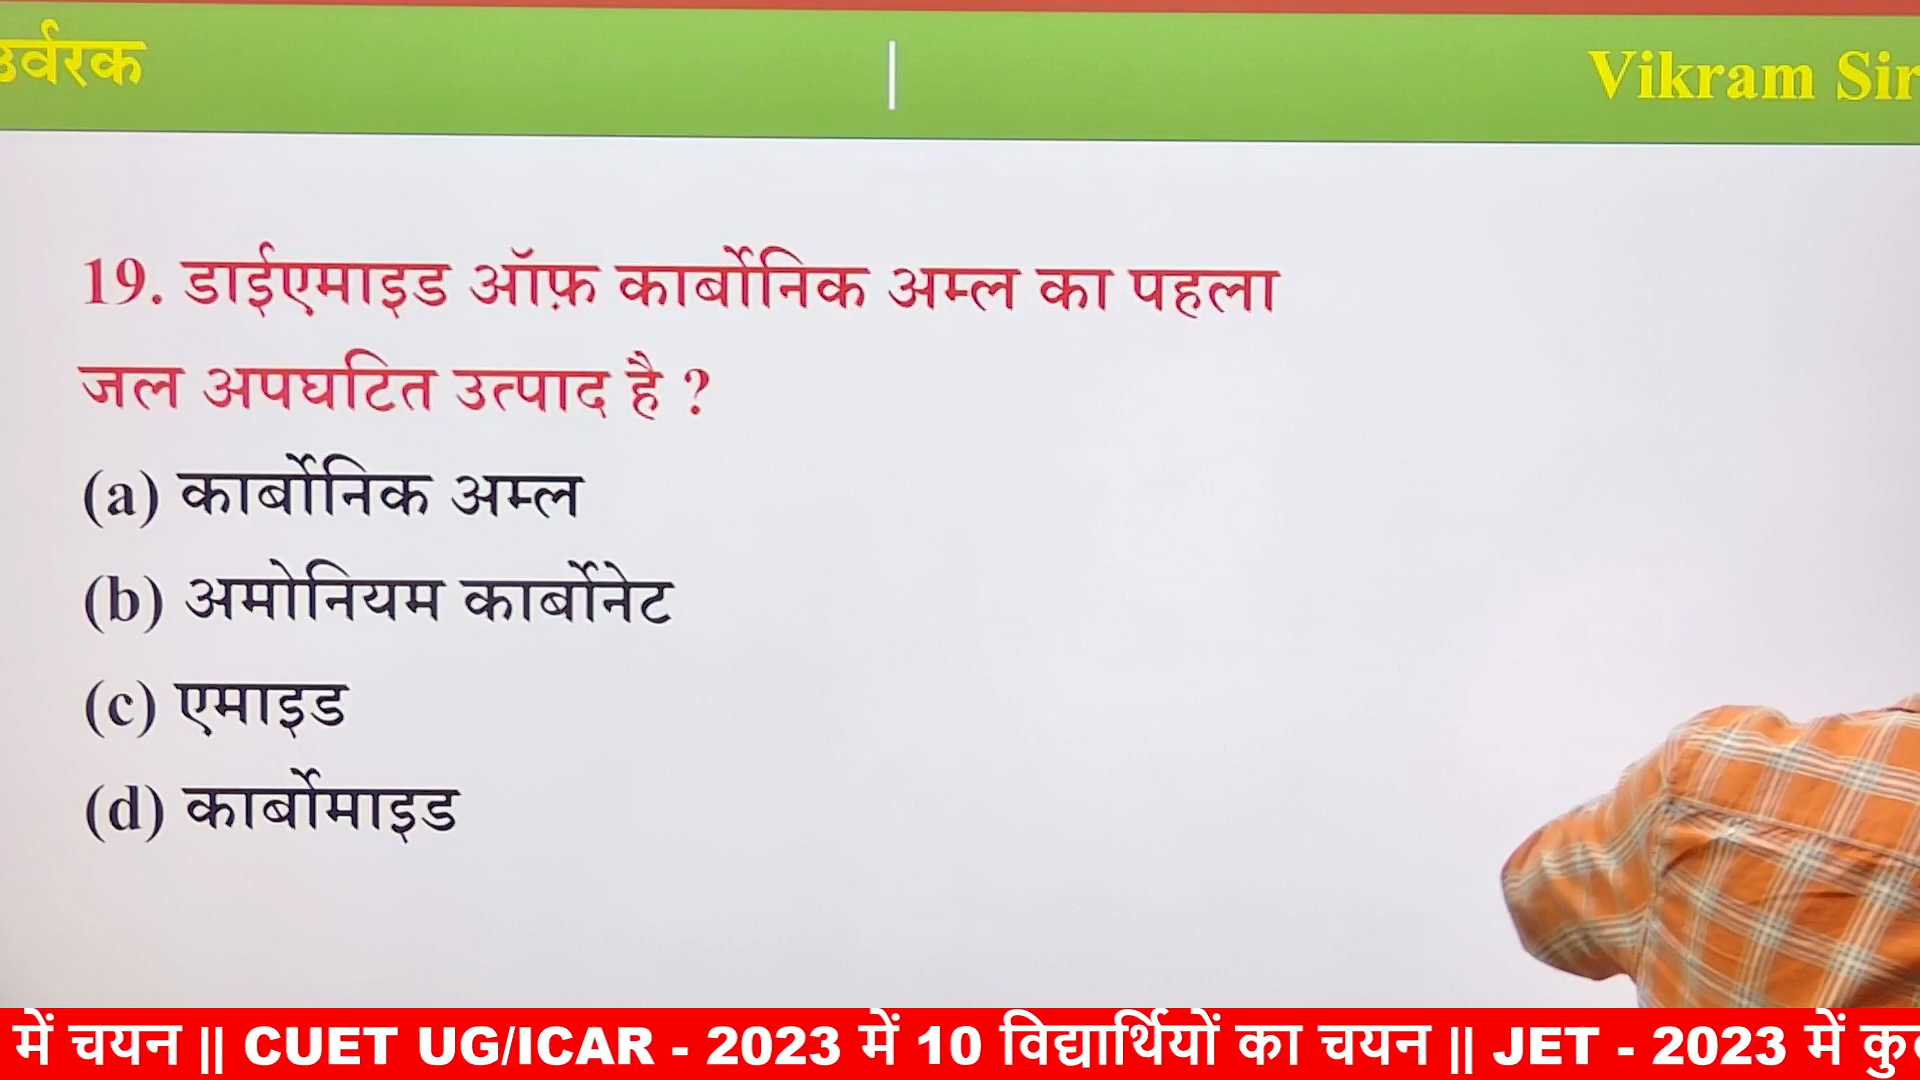 उर्वरक
Vikram Sir
19. डाईएमाइड ऑफ़ कार्बोनिक अम्ल का पहला
जल अपघटित उत्पाद है ?
(a) कार्बोनिक अम्ल
(b) अमोनियम कार्बोनेट
(c) एमाइड
(d) कार्बोमाइड
में चयन || CUET UG/ICAR - 2023 में 10 विद्यार्थियों का चयन || JET - 2023 में